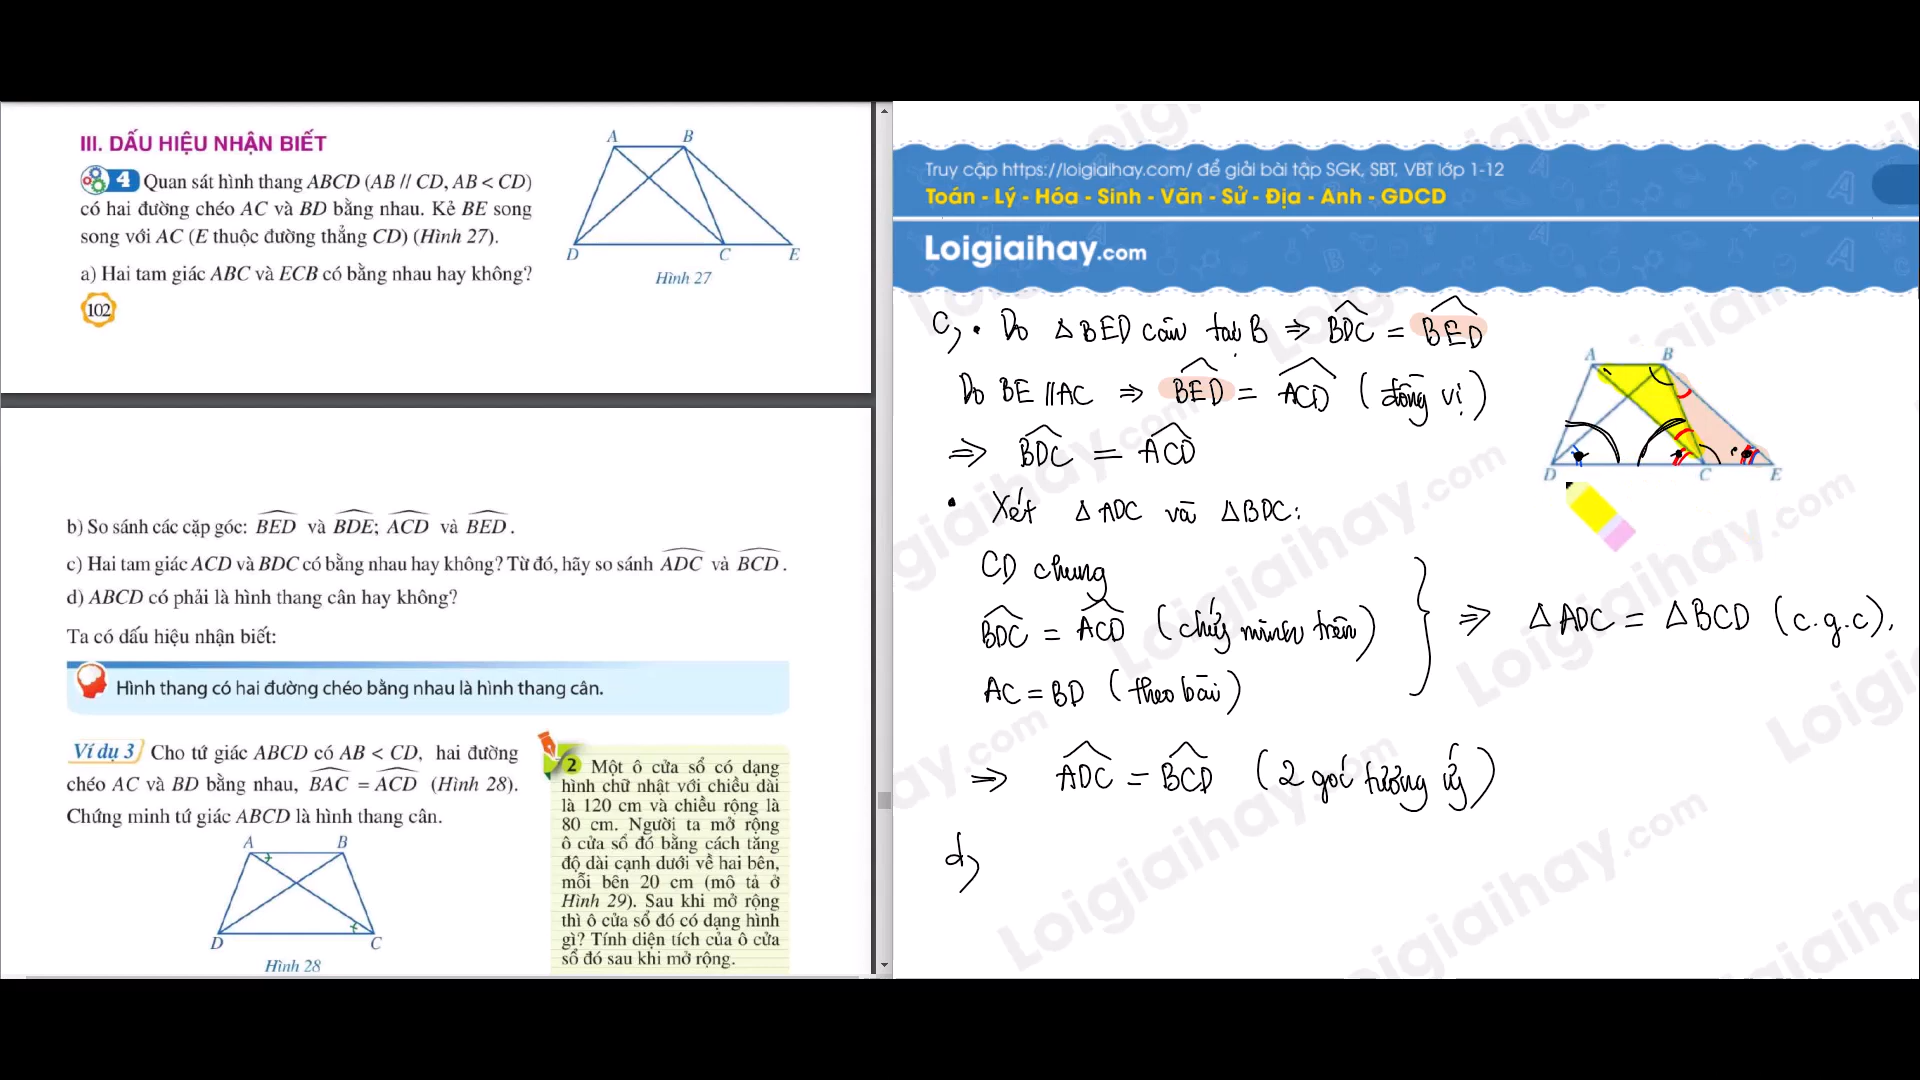 III. DẤU HIỆU NHẬN BIẾT
4 Quan sát hình thang ABCD (AB // CD, AB < CD)
có hai đường chéo AC và BD bằng nhau. Kẻ BE song
song với AC (E thuộc đường thẳng CD) (Hình 27).
a) Hai tam giác ABC và ECB có bằng nhau hay không?
102
A B
D C E
Hình 27
b) So sánh các cặp góc: BED và BDE; ACD và BED.
c) Hai tam giác ACD và BDC có bằng nhau hay không? Từ đó, hãy so sánh ADC và BCD.
d) ABCD có phải là hình thang cân hay không?
Ta có dấu hiệu nhận biết:
Hình thang có hai đường chéo bằng nhau là hình thang cân.
Ví dụ 3 Cho tứ giác ABCD có AB < CD, hai đường
chéo AC và BD bằng nhau, BAC = ACD (Hình 28).
Chứng minh tứ giác ABCD là hình thang cân.
A B
D C
Hình 28
2 Một ô cửa sổ có dạng
hình chữ nhật với chiều dài
là 120 cm và chiều rộng là
80 cm. Người ta mở rộng
ô cửa sổ đó bằng cách tăng
độ dài cạnh dưới về hai bên,
mỗi bên 20 cm (mô tả ở
Hình 29). Sau khi mở rộng
thì ô cửa sổ đó có dạng hình
gì? Tính diện tích của ô cửa
sổ đó sau khi mở rộng.
Truy cập https://loigiaihay.com/ để giải bài tập SGK, SBT, VBT lớp 1-12
Toán - Lý - Hóa - Sinh - Văn - Sử - Địa - Anh - GDCD
Loigiaihay.com
c) • Do △BED cân tại B ⇒ BDC = BED
Do BE // AC ⇒ BED = ACD (đồng vị)
⇒ BDC = ACD
• Xét △ADC và △BDC:
CD chung
BDC = ACD (chứng minh trên)
AC = BD (theo bài)
⇒ △ADC = △BCD (c.g.c).
⇒ ADC = BCD (2 góc tương ứng)
d)
A B
D C E